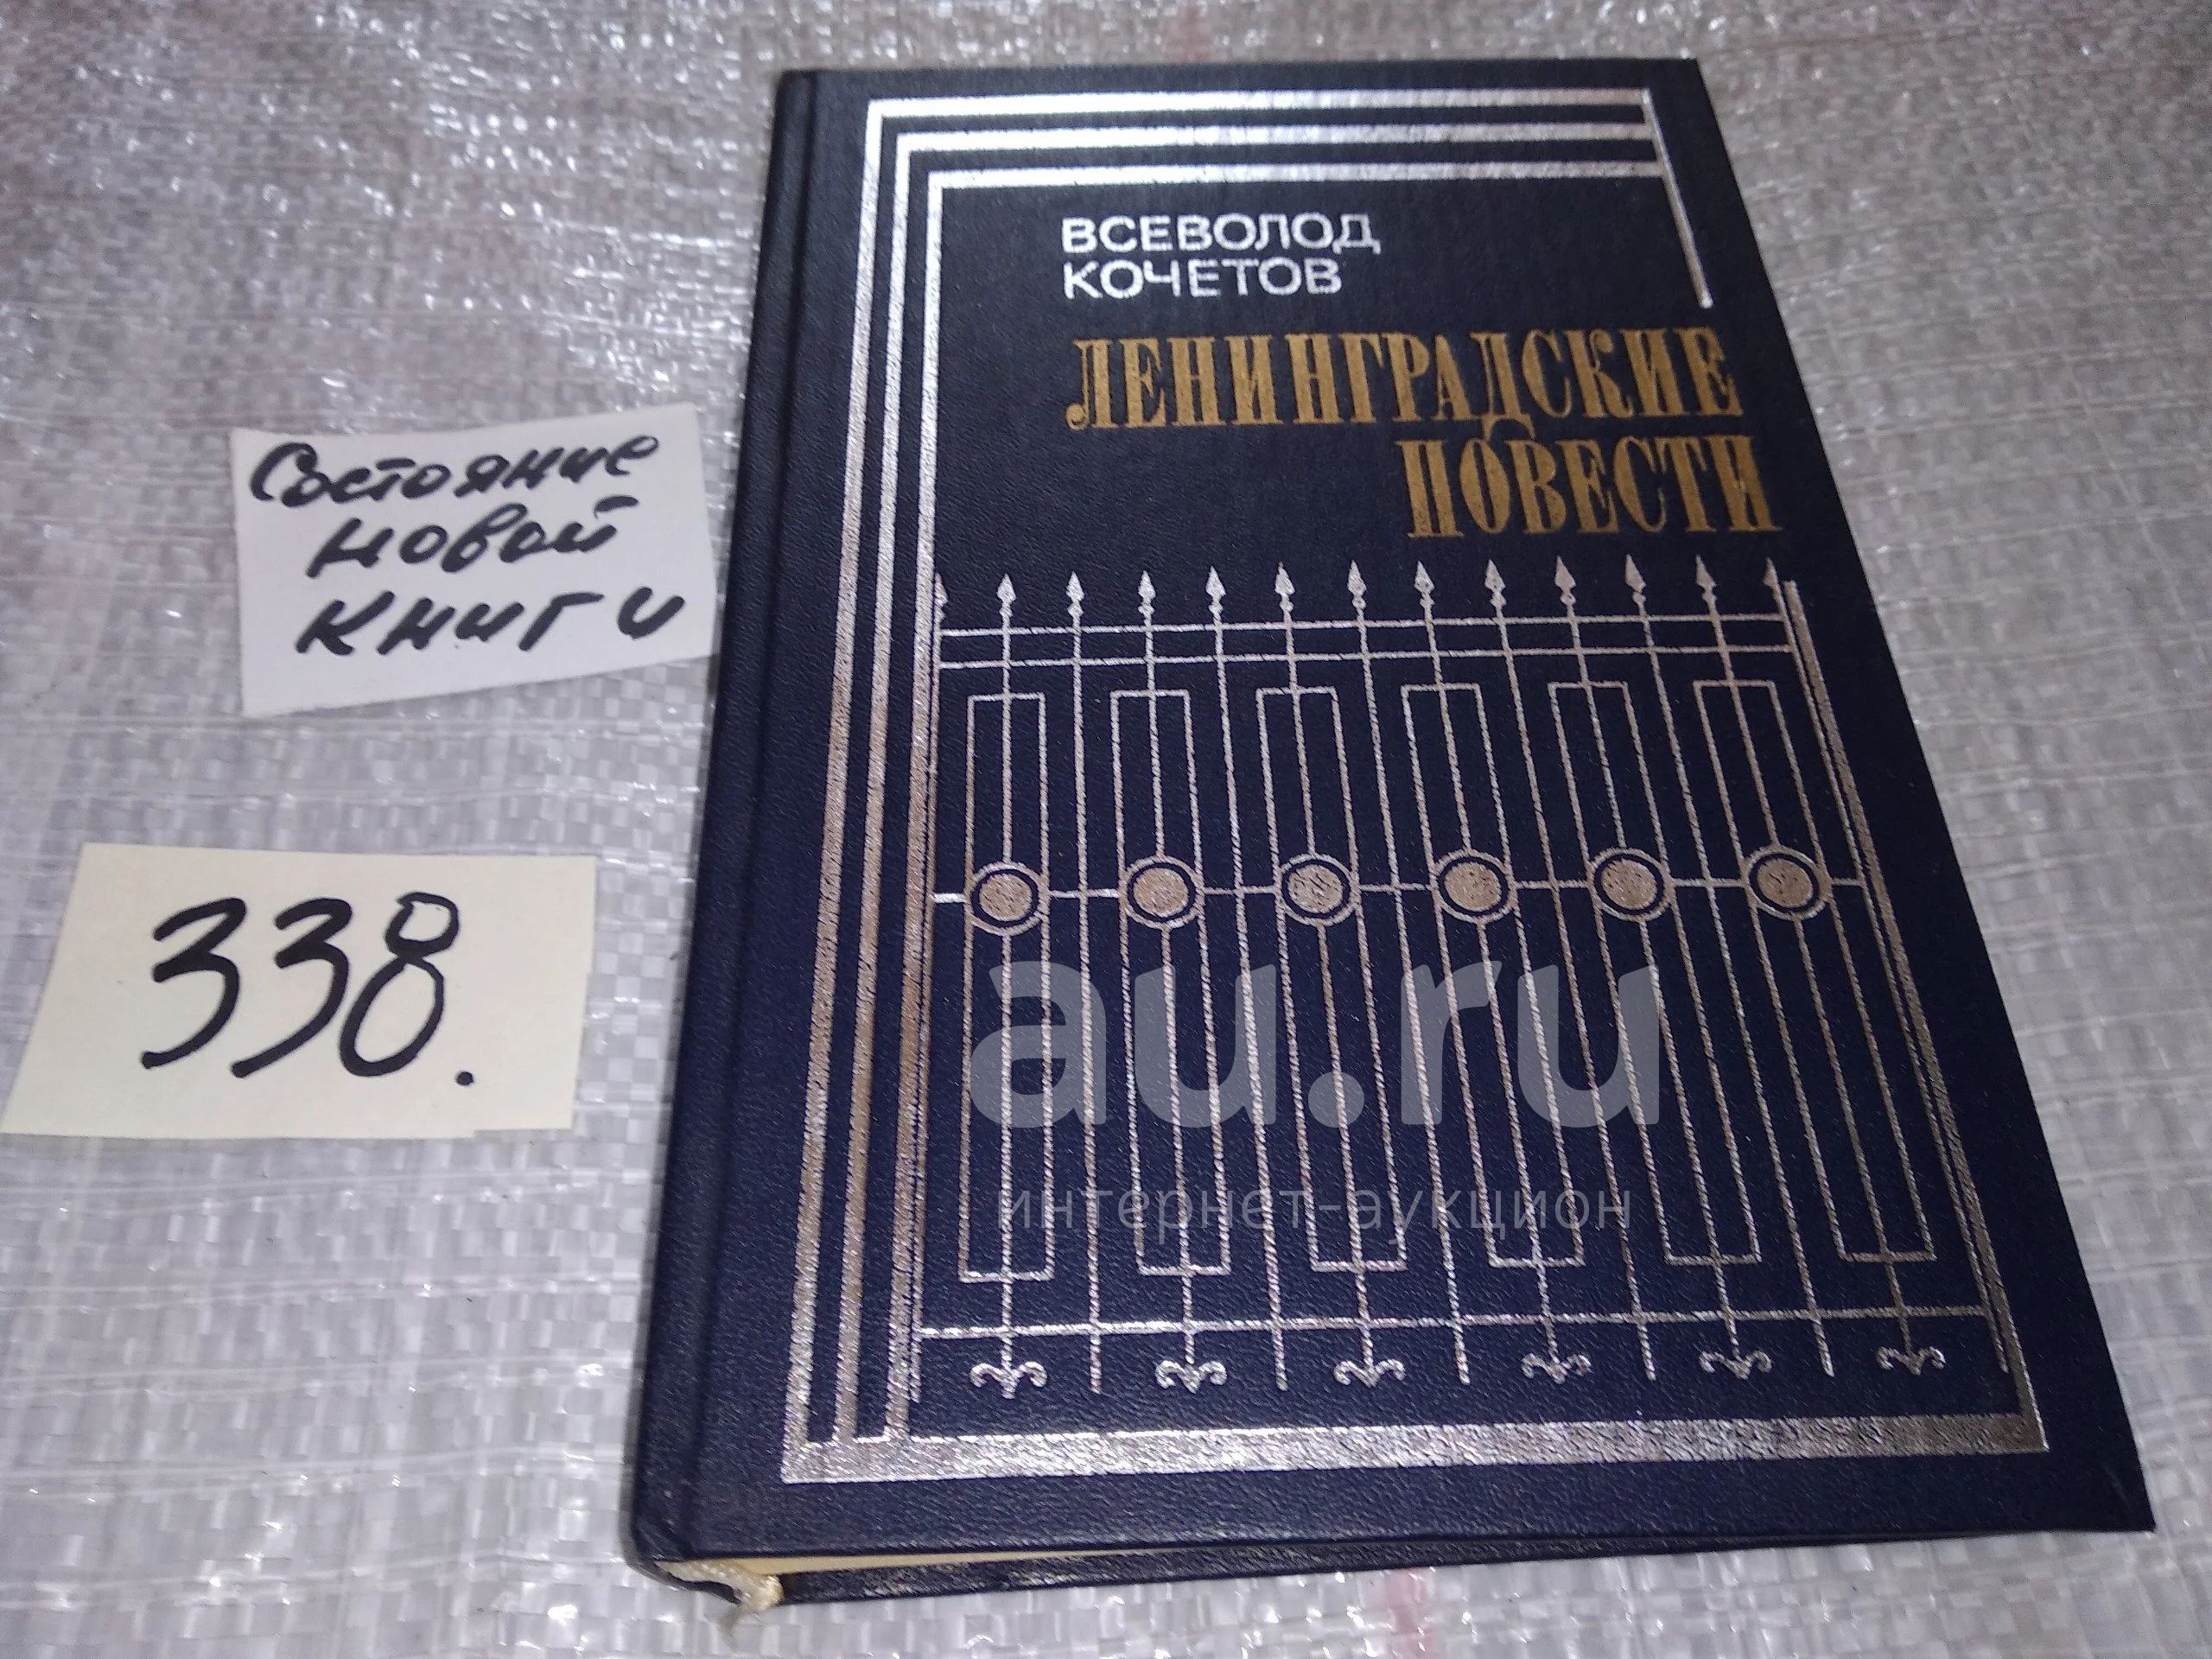 ВСЕВОЛОД
КОЧЕТОВ
ЛЕНИНГРАДСКИЕ
ПОВЕСТИ
Состояние
новой
книги
338.
au.ru
интернет-аукцион